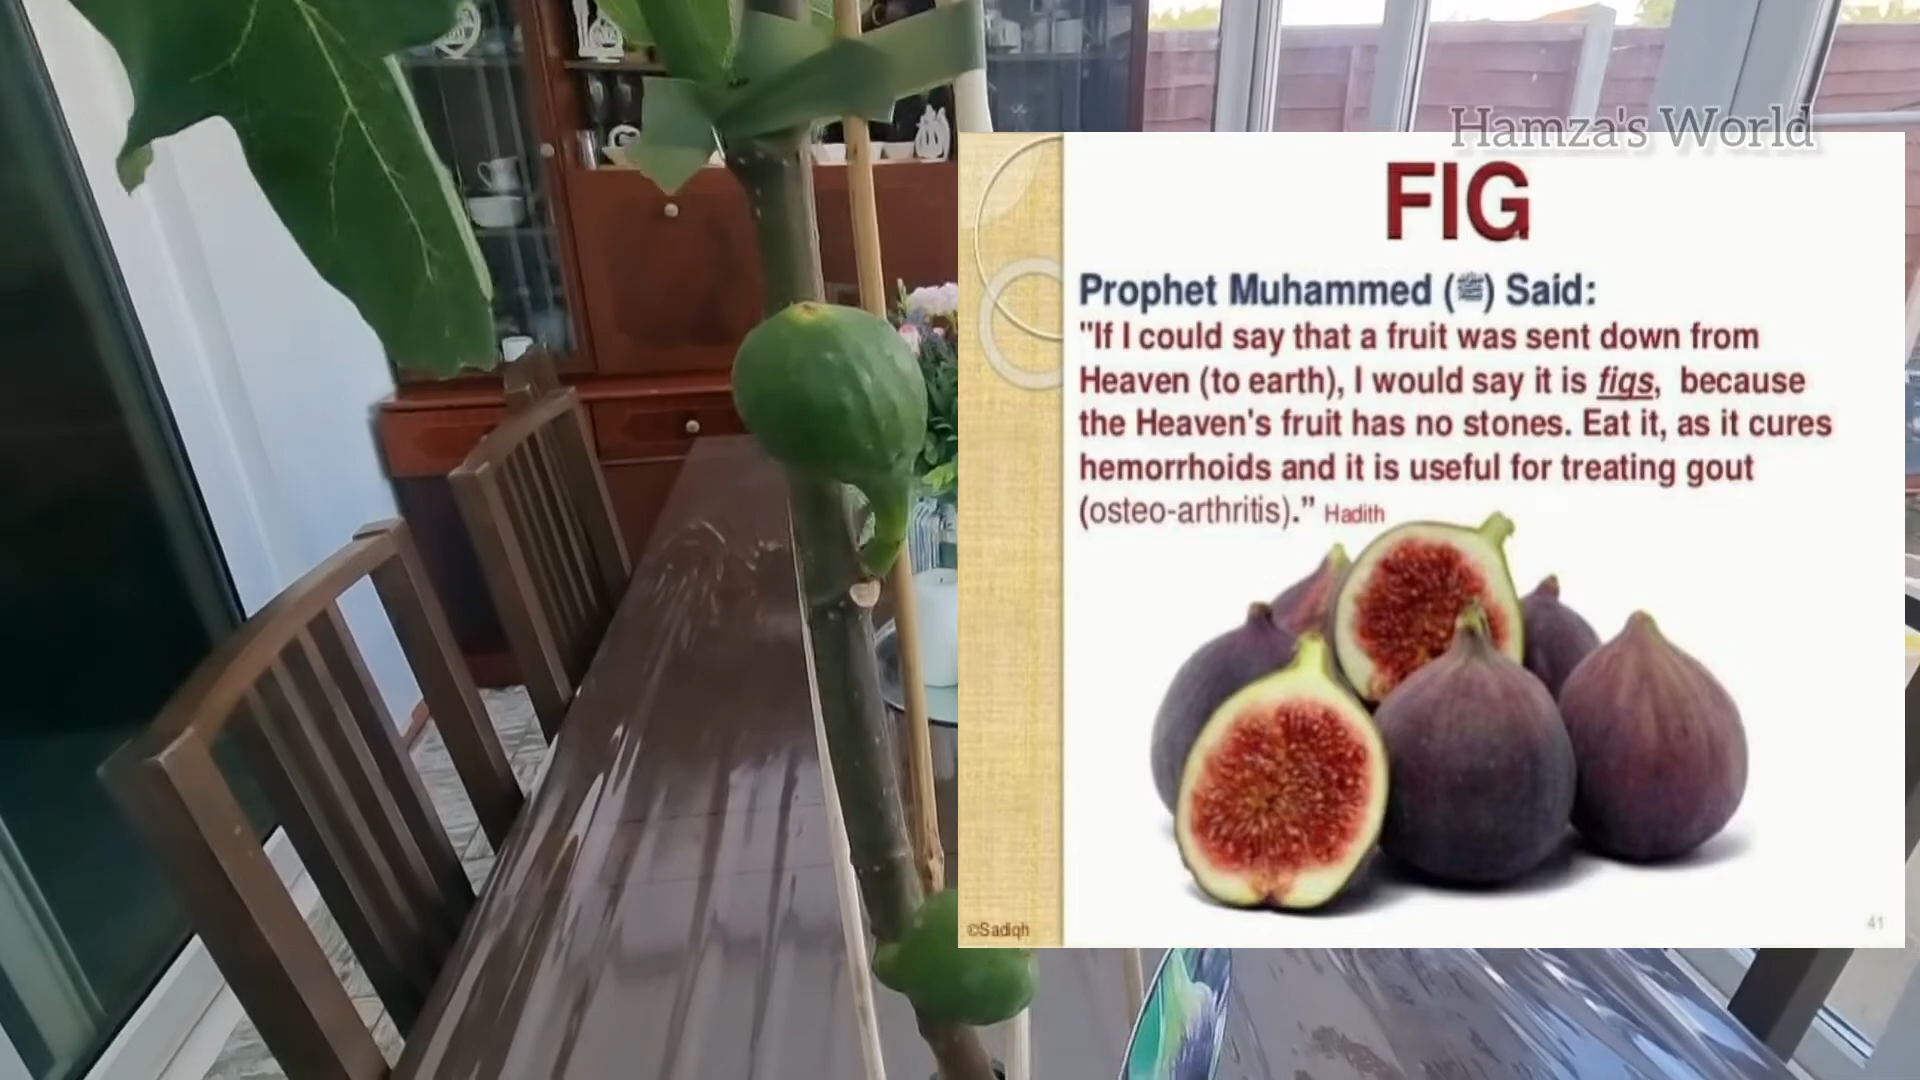 Hamza's World
FIG
Prophet Muhammed (ﷺ) Said:
"If I could say that a fruit was sent down from
Heaven (to earth), I would say it is figs, because
the Heaven's fruit has no stones. Eat it, as it cures
hemorrhoids and it is useful for treating gout
(osteo-arthritis).” Hadith
©Sadiqh
41